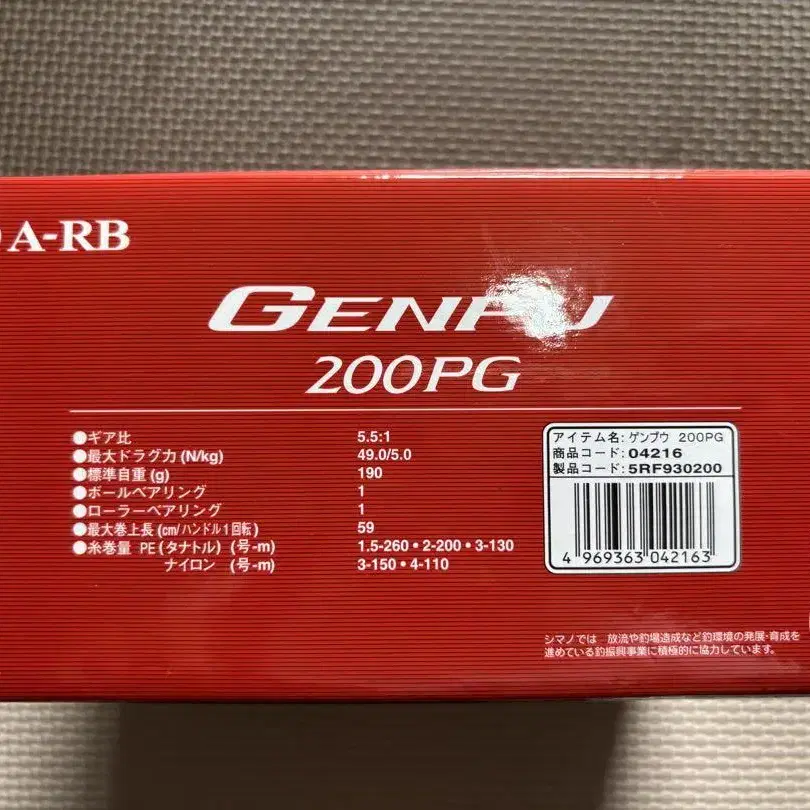 A-RB
GENPU
200PG
●ギア比 5.5:1
●最大ドラグ力(N/kg) 49.0/5.0
●標準自重(g) 190
●ボールベアリング 1
●ローラーベアリング 1
●最大巻上長(cm/ハンドル1回転) 59
●糸巻量 PE(タナトル)(号-m) 1.5-260・2-200・3-130
ナイロン (号-m) 3-150・4-110
アイテム名:ゲンプウ 200PG
商品コード:04216
製品コード:5RF930200
4 969363 042163
シマノでは 放流や釣場造成など釣環境の発展・育成を
進めている釣振興事業に積極的に協力しています。